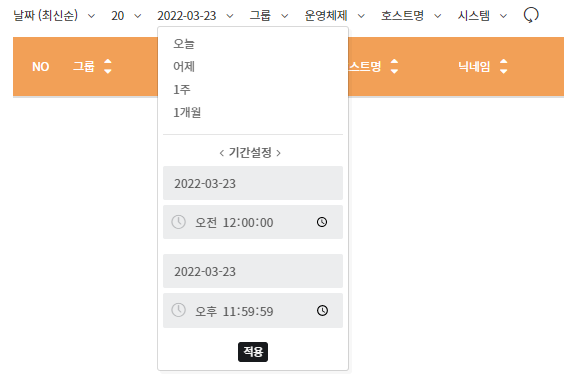 날짜 (최신순) 20 2022-03-23 그룹 운영체제 호스트명 시스템
NO 그룹 스트명 닉네임
오늘
어제
1주
1개월
< 기간설정 >
2022-03-23
오전 12:00:00
2022-03-23
오후 11:59:59
적용